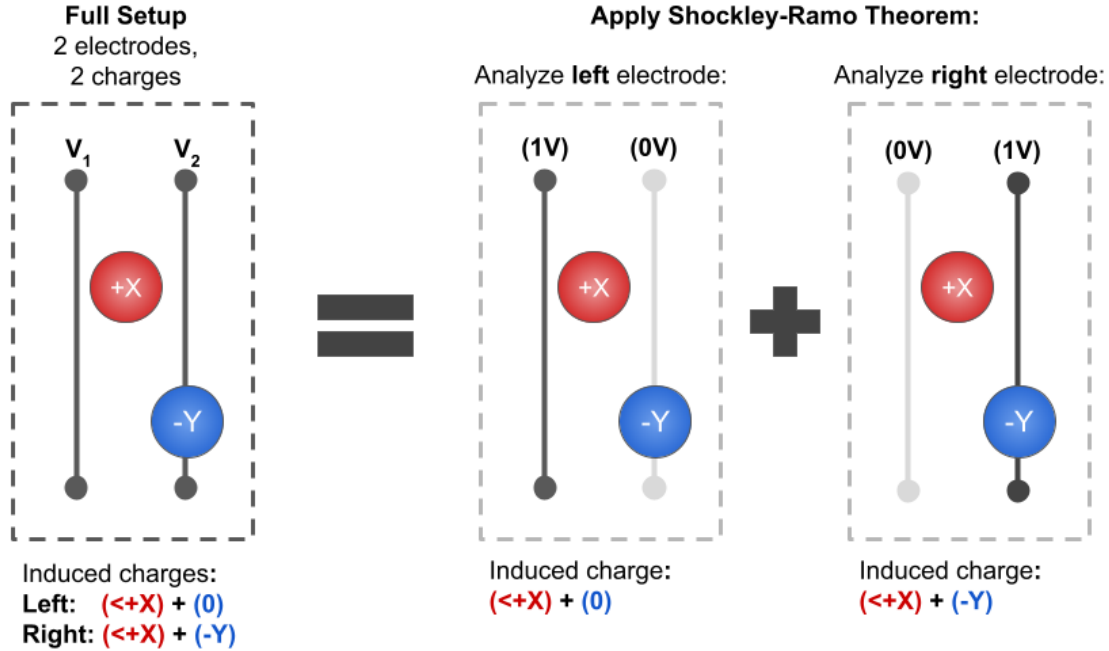 Full Setup
2 electrodes,
2 charges
V1
V2
+X
-Y
Induced charges:
Left: (<+X) + (0)
Right: (<+X) + (-Y)
Apply Shockley-Ramo Theorem:
Analyze left electrode:
(1V)
(0V)
+X
-Y
Induced charge:
(<+X) + (0)
Analyze right electrode:
(0V)
(1V)
+X
-Y
Induced charge:
(<+X) + (-Y)